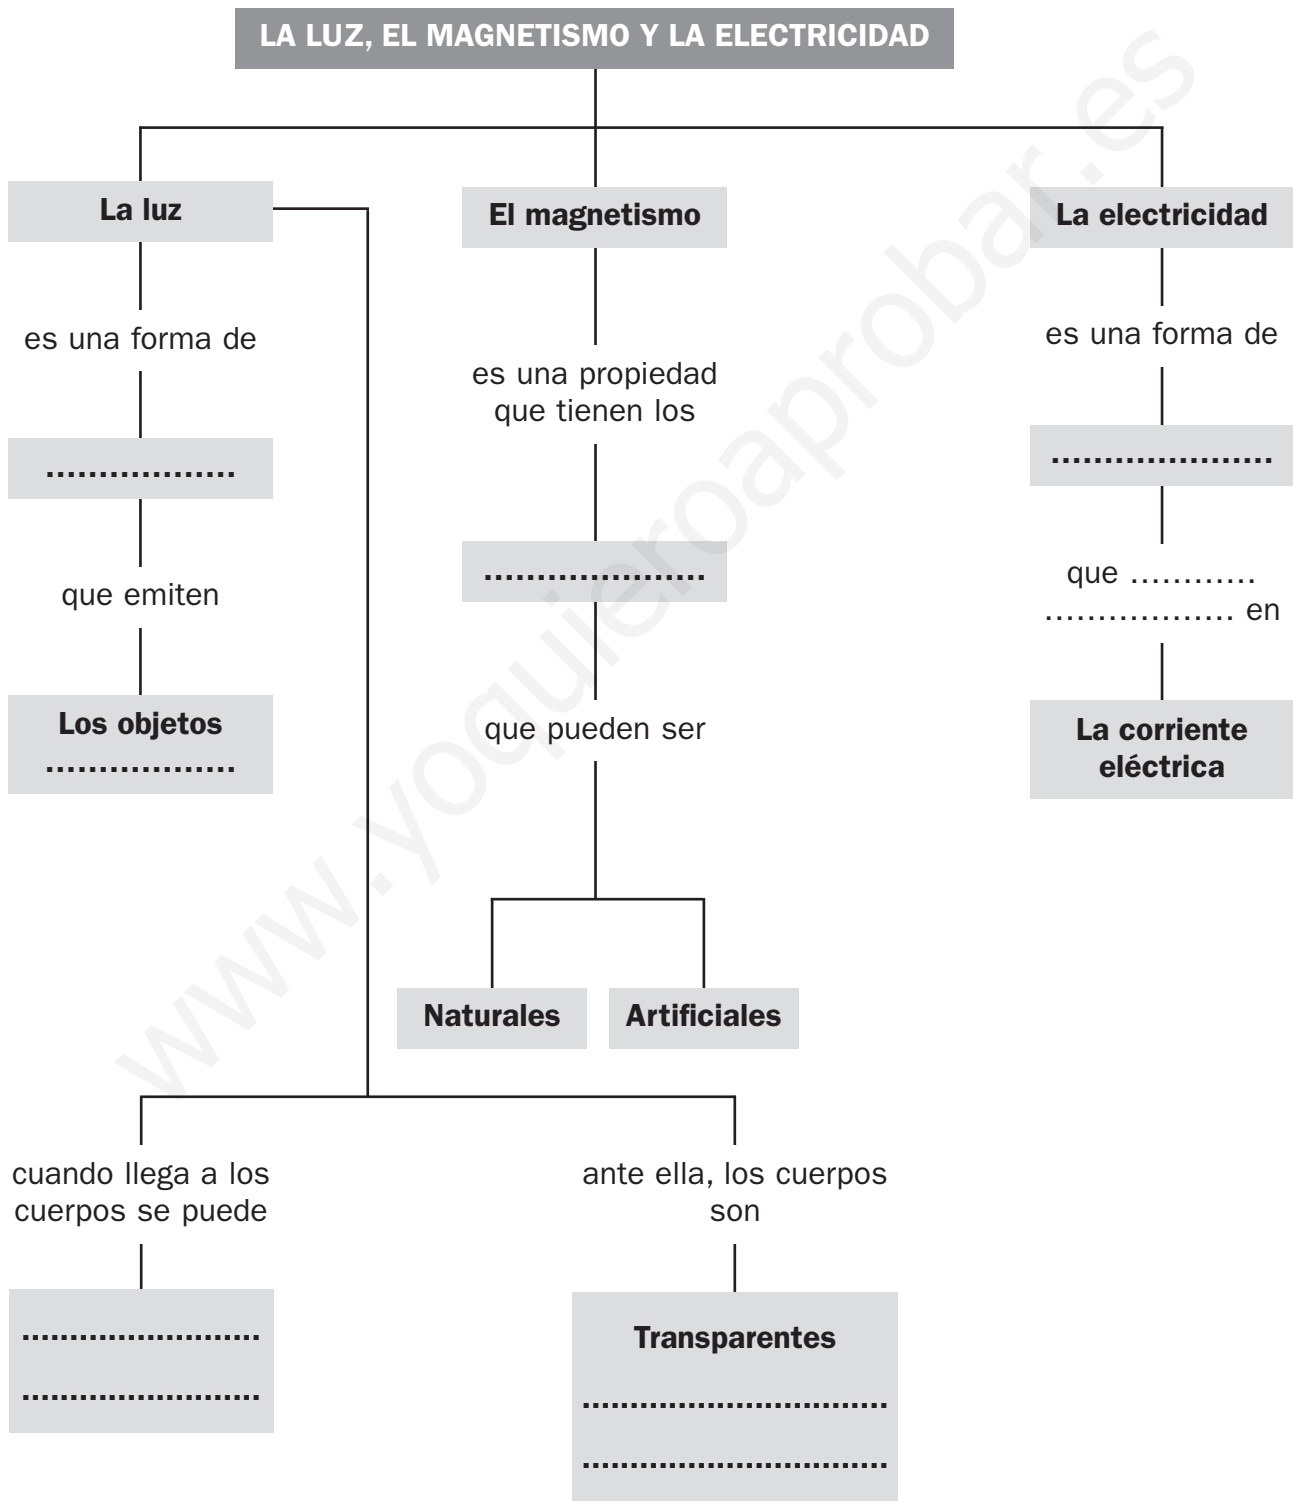 LA LUZ, EL MAGNETISMO Y LA ELECTRICIDAD
La luz
es una forma de
..................
que emiten
Los objetos
..................
El magnetismo
es una propiedad
que tienen los
.....................
que pueden ser
Naturales
Artificiales
La electricidad
es una forma de
.....................
que ............
.................. en
La corriente
eléctrica
cuando llega a los
cuerpos se puede
.........................
.........................
ante ella, los cuerpos
son
Transparentes
................................
................................
www.yoquieroaprobar.es